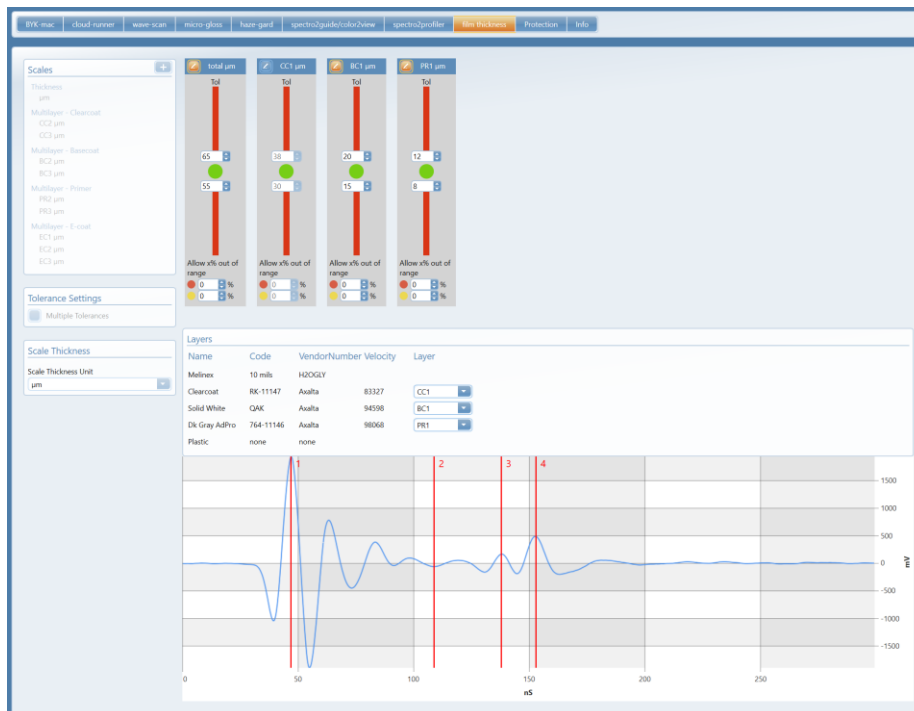 BYK-mac cloud-runner wave-scan micro-gloss haze-gard spectro2guide/color2view spectro2profiler film thickness Protection Info
Scales +
Thickness
µm
Multilayer - Clearcoat
CC2 µm
CC3 µm
Multilayer - Basecoat
BC2 µm
BC3 µm
Multilayer - Primer
PR2 µm
PR3 µm
Multilayer - E-coat
EC1 µm
EC2 µm
EC3 µm
Tolerance Settings
Multiple Tolerances
Scale Thickness
Scale Thickness Unit
µm
total µm CC1 µm BC1 µm PR1 µm
Tol Tol Tol Tol
65 38 20 12
55 30 15 8
Allow x% out of range Allow x% out of range Allow x% out of range Allow x% out of range
0 % 0 % 0 % 0 %
0 % 0 % 0 % 0 %
Layers
Name Code VendorNumber Velocity Layer
Melinex 10 mils H2OGLY
Clearcoat RK-11147 Axalta 83327 CC1
Solid White QAK Axalta 94598 BC1
Dk Gray AdPro 764-11146 Axalta 98068 PR1
Plastic none none
1 2 3 4
1500
1000
500
0
-500
-1000
-1500
mV
0 50 100 150 200 250
nS